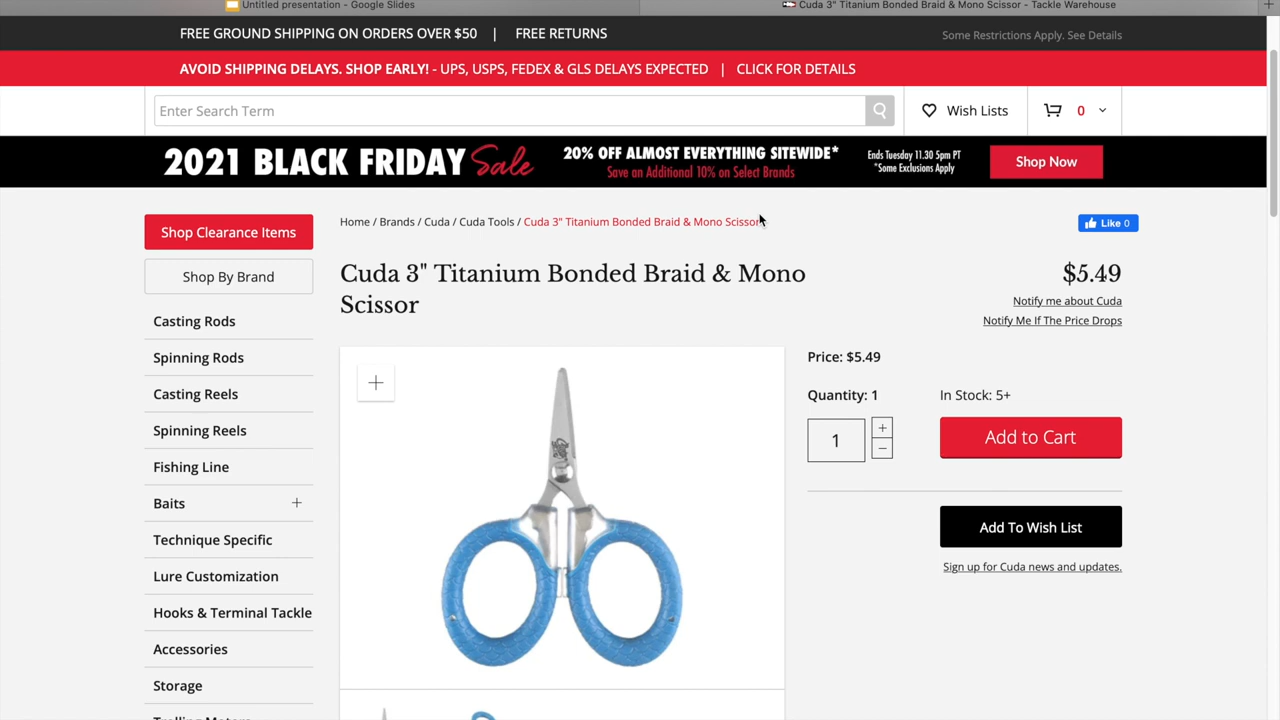 Untitled presentation - Google Slides
Cuda 3" Titanium Bonded Braid & Mono Scissor - Tackle Warehouse
FREE GROUND SHIPPING ON ORDERS OVER $50 | FREE RETURNS
Some Restrictions Apply. See Details
AVOID SHIPPING DELAYS. SHOP EARLY! - UPS, USPS, FEDEX & GLS DELAYS EXPECTED | CLICK FOR DETAILS
Enter Search Term
Wish Lists
0
2021 BLACK FRIDAY Sale
20% OFF ALMOST EVERYTHING SITEWIDE*
Save an Additional 10% on Select Brands
Ends Tuesday 11.30 5pm PT
*Some Exclusions Apply
Shop Now
Home / Brands / Cuda / Cuda Tools / Cuda 3" Titanium Bonded Braid & Mono Scissor
Like 0
Shop Clearance Items
Shop By Brand
Casting Rods
Spinning Rods
Casting Reels
Spinning Reels
Fishing Line
Baits +
Technique Specific
Lure Customization
Hooks & Terminal Tackle
Accessories
Storage
Cuda 3" Titanium Bonded Braid & Mono
Scissor
$5.49
Notify me about Cuda
Notify Me If The Price Drops
Price: $5.49
Quantity: 1
In Stock: 5+
1
+
−
Add to Cart
Add To Wish List
Sign up for Cuda news and updates.